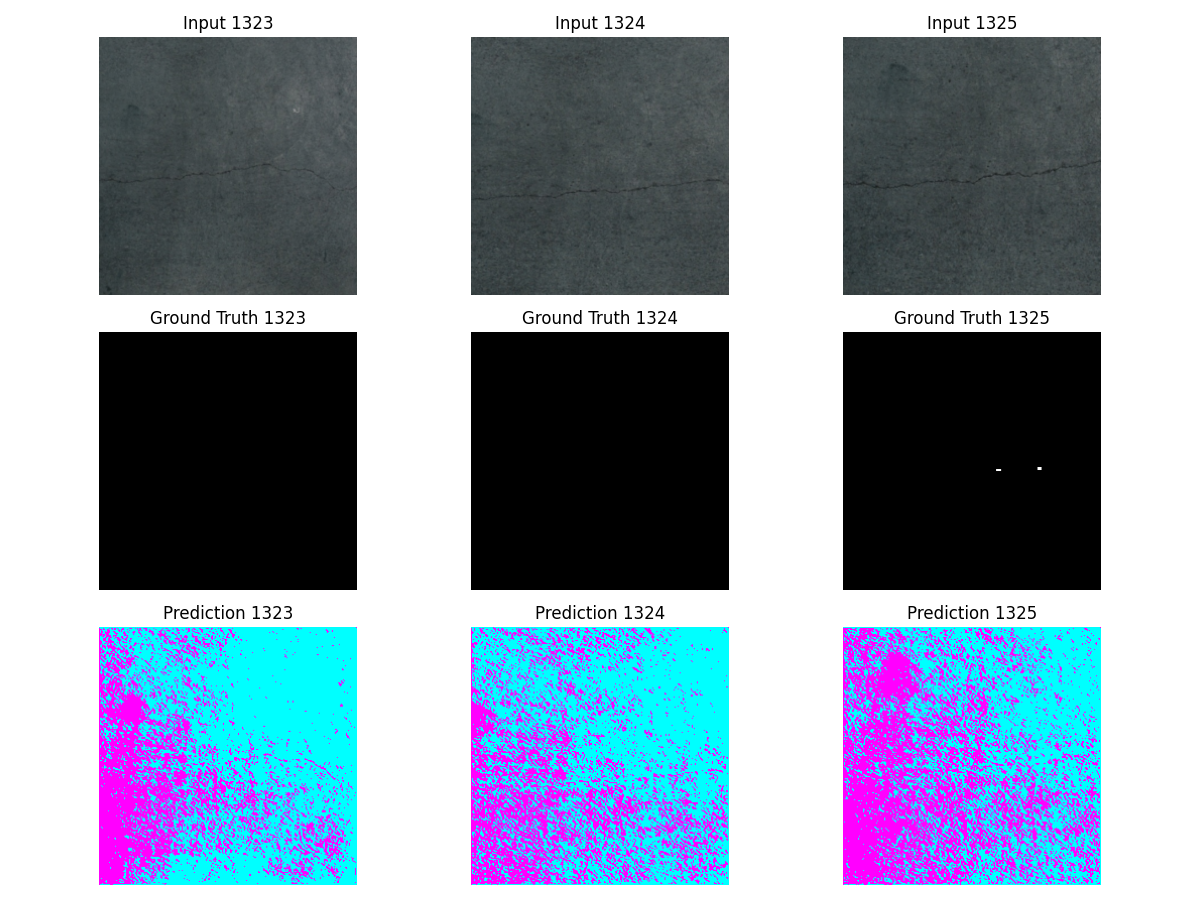 Input 1323
Input 1324
Input 1325
Ground Truth 1323
Ground Truth 1324
Ground Truth 1325
Prediction 1323
Prediction 1324
Prediction 1325